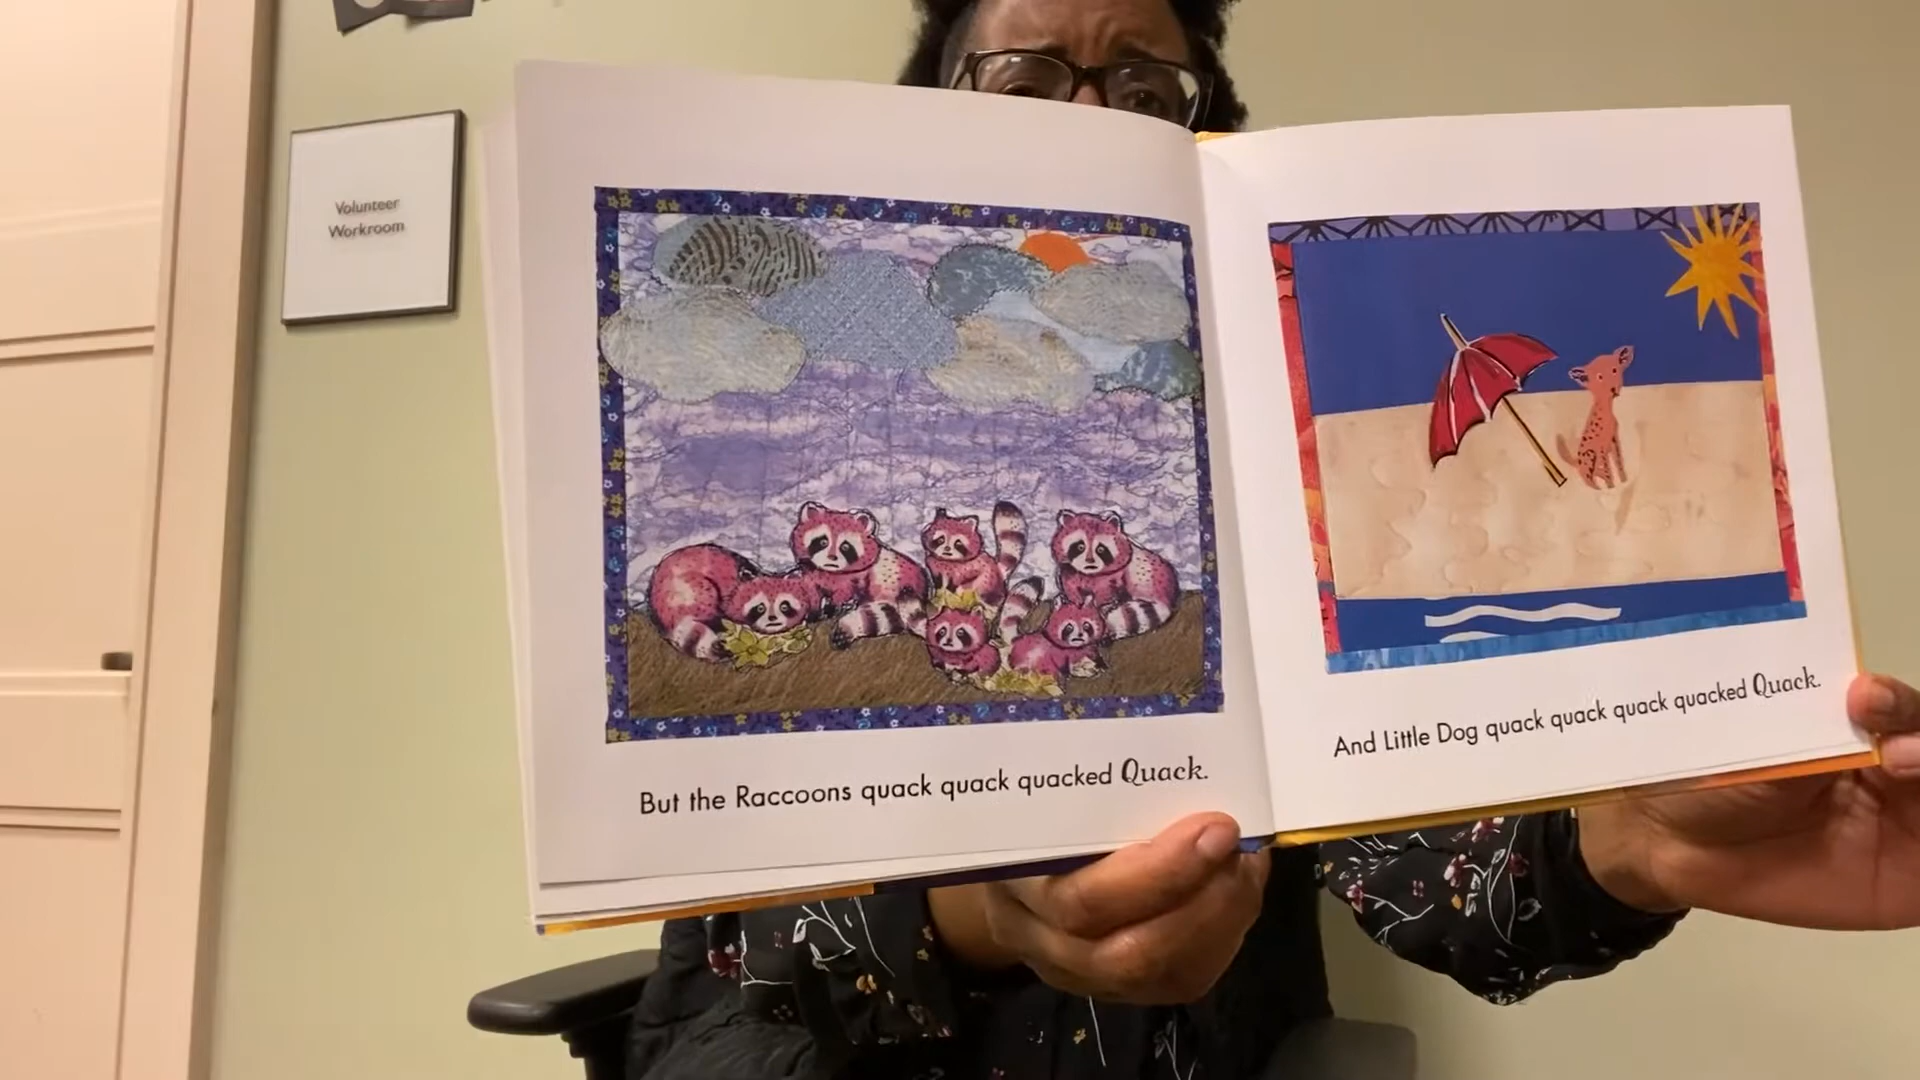 Volunteer
Workroom
But the Raccoons quack quack quacked Quack.
And Little Dog quack quack quack quacked Quack.